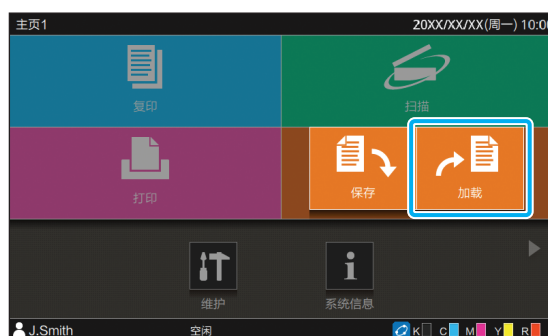 主页1 20XX/XX/XX(周一) 10:00
复印 扫描
打印 保存 加载
维护 系统信息
J.Smith 空闲 K C M Y R